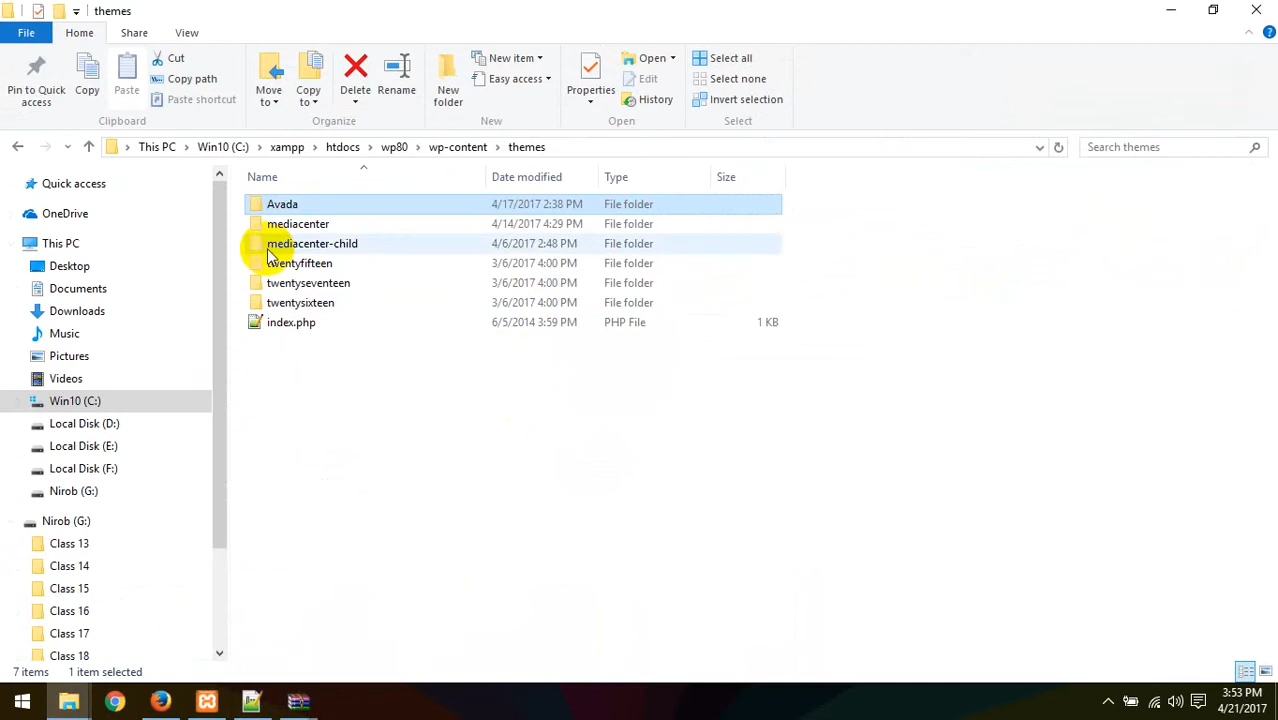 themes
File Home Share View
Pin to Quick access
Copy
Paste
Cut
Copy path
Paste shortcut
Clipboard
Move to
Copy to
Delete
Rename
Organize
New folder
New item
Easy access
New
Properties
Open
Edit
History
Open
Select all
Select none
Invert selection
Select
This PC Win10 (C:) xampp htdocs wp80 wp-content themes
Search themes
Quick access
OneDrive
This PC
Desktop
Documents
Downloads
Music
Pictures
Videos
Win10 (C:)
Local Disk (D:)
Local Disk (E:)
Local Disk (F:)
Nirob (G:)
Nirob (G:)
Class 13
Class 14
Class 15
Class 16
Class 17
Class 18
Name Date modified Type Size
Avada 4/17/2017 2:38 PM File folder
mediacenter 4/14/2017 4:29 PM File folder
mediacenter-child 4/6/2017 2:48 PM File folder
twentyfifteen 3/6/2017 4:00 PM File folder
twentyseventeen 3/6/2017 4:00 PM File folder
twentysixteen 3/6/2017 4:00 PM File folder
index.php 6/5/2014 3:59 PM PHP File 1 KB
7 items 1 item selected
3:53 PM
4/21/2017